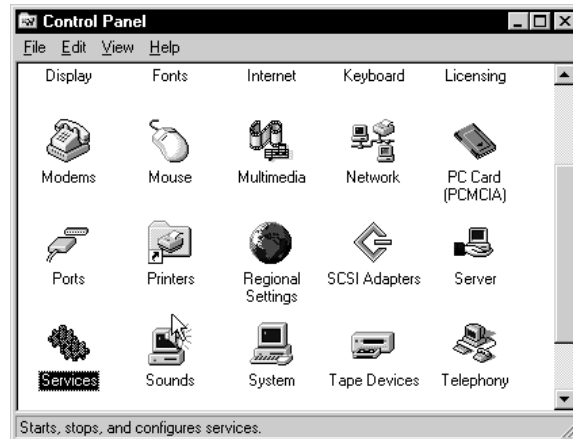 Control Panel
File Edit View Help
Display Fonts Internet Keyboard Licensing
Modems Mouse Multimedia Network PC Card
(PCMCIA)
Ports Printers Regional SCSI Adapters Server
Settings
Services Sounds System Tape Devices Telephony
Starts, stops, and configures services.